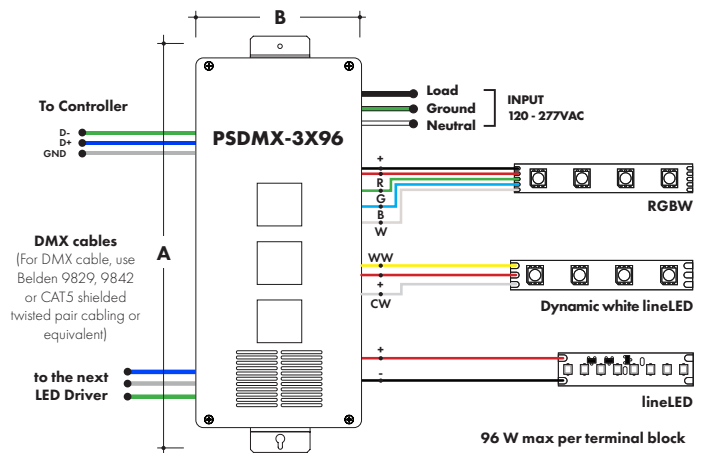 B
A
To Controller
D-
D+
GND
PSDMX-3X96
Load
Ground
Neutral
INPUT
120 - 277VAC
+
R
G
B
W
RGBW
DMX cables
(For DMX cable, use
Belden 9829, 9842
or CAT5 shielded
twisted pair cabling or
equivalent)
WW
+
CW
Dynamic white lineLED
to the next
LED Driver
+
-
lineLED
96 W max per terminal block